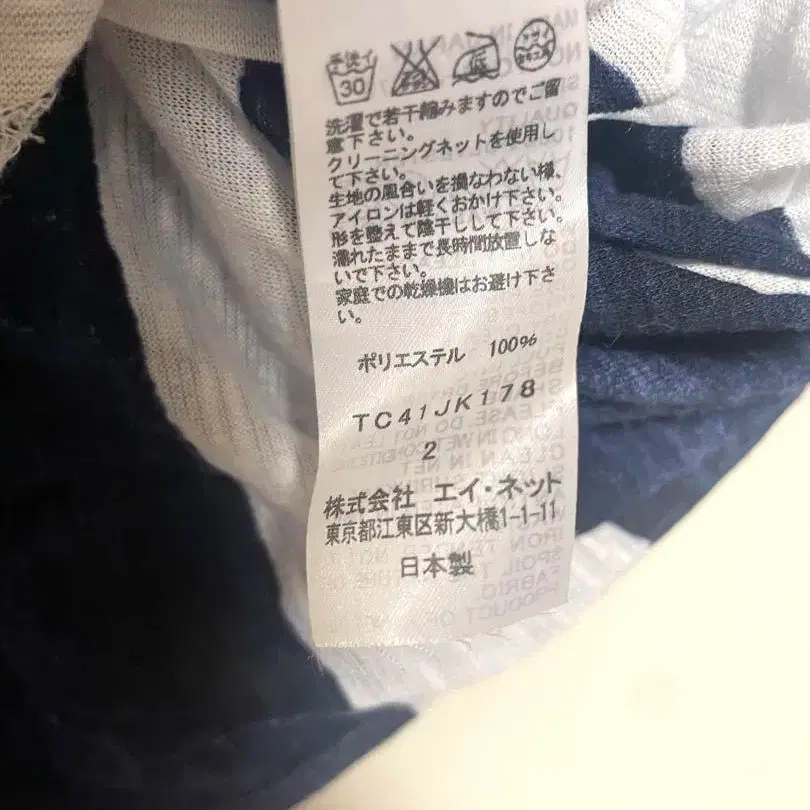 手洗イ
30
洗濯で若干縮みますのでご留
意下さい。
クリーニングネットを使用し
て下さい。
生地の風合いを損なわない様、
アイロンは軽くおかけ下さい。
形を整えて陰干しして下さい。
濡れたままで長時間放置しな
いで下さい。
家庭での乾燥機はお避け下さ
い。
ポリエステル 100%
TC41JK178
2
株式会社 エイ・ネット
東京都江東区新大橋1-1-11
日本製